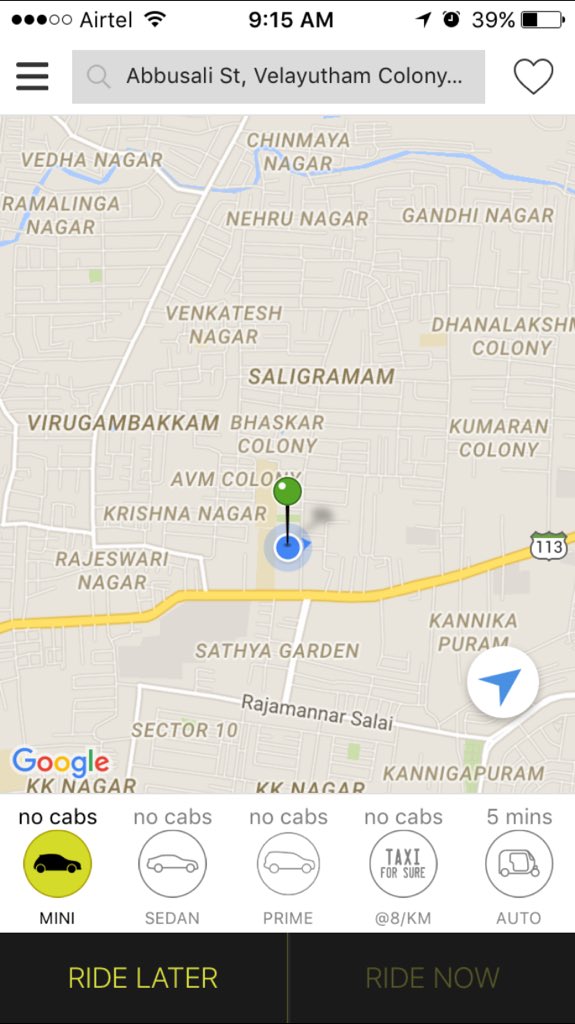 Airtel 9:15 AM 39%
Abbusali St, Velayutham Colony...
CHINMAYA
NAGAR
VEDHA NAGAR
RAMALINGA
NAGAR
NEHRU NAGAR
GANDHI NAGAR
VENKATESH
NAGAR
DHANALAKSHM
COLONY
SALIGRAMAM
VIRUGAMBAKKAM
BHASKAR
COLONY
KUMARAN
COLONY
AVM COLONY
KRISHNA NAGAR
113
RAJESWARI
NAGAR
KANNIKA
PURAM
SATHYA GARDEN
Rajamannar Salai
SECTOR 10
Google
KANNIGAPURAM
KK NAGAR
KK NAGAR
no cabs no cabs no cabs no cabs 5 mins
TAXI
FOR SURE
MINI SEDAN PRIME @8/KM AUTO
RIDE LATER RIDE NOW